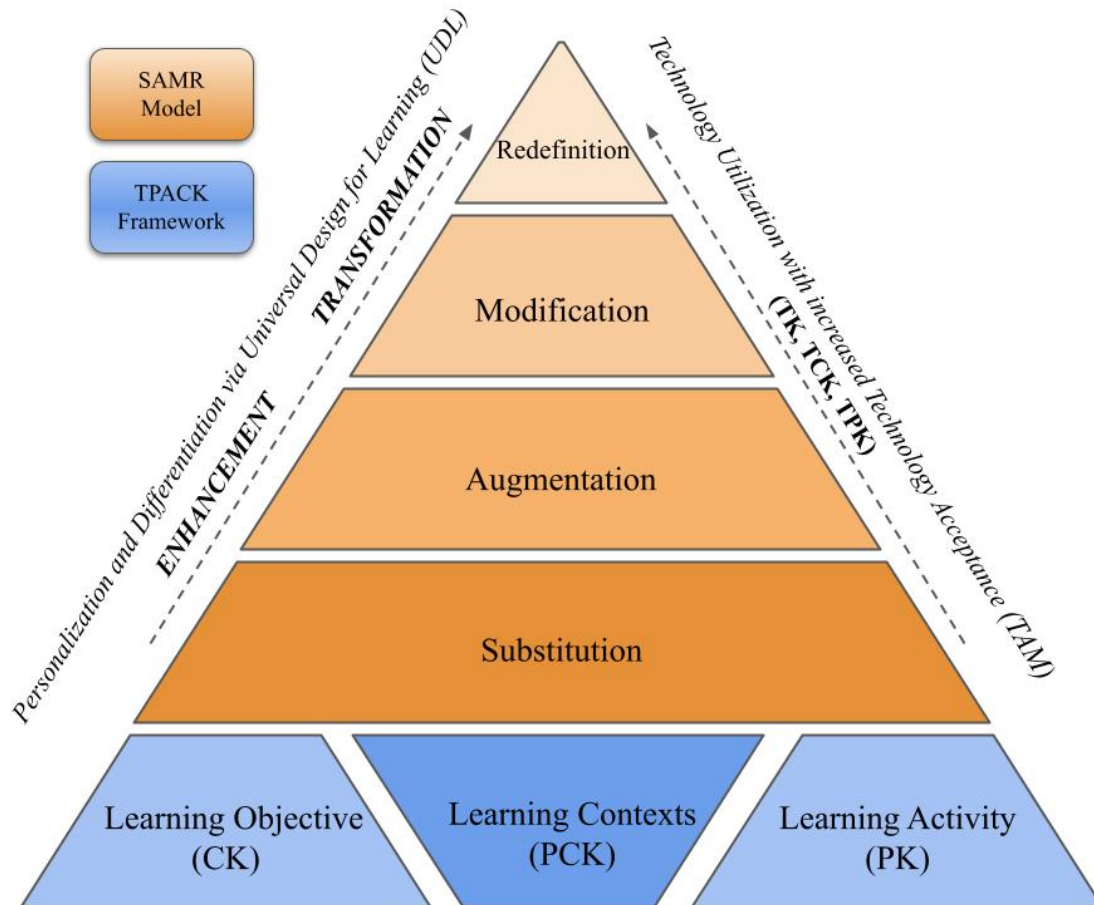 SAMR
Model
TPACK
Framework
Personalization and Differentiation via Universal Design for Learning (UDL)
ENHANCEMENT
TRANSFORMATION
Technology Utilization with increased Technology Acceptance (TAM)
(TK, TCK, TPK)
Redefinition
Modification
Augmentation
Substitution
Learning Objective
(CK)
Learning Contexts
(PCK)
Learning Activity
(PK)